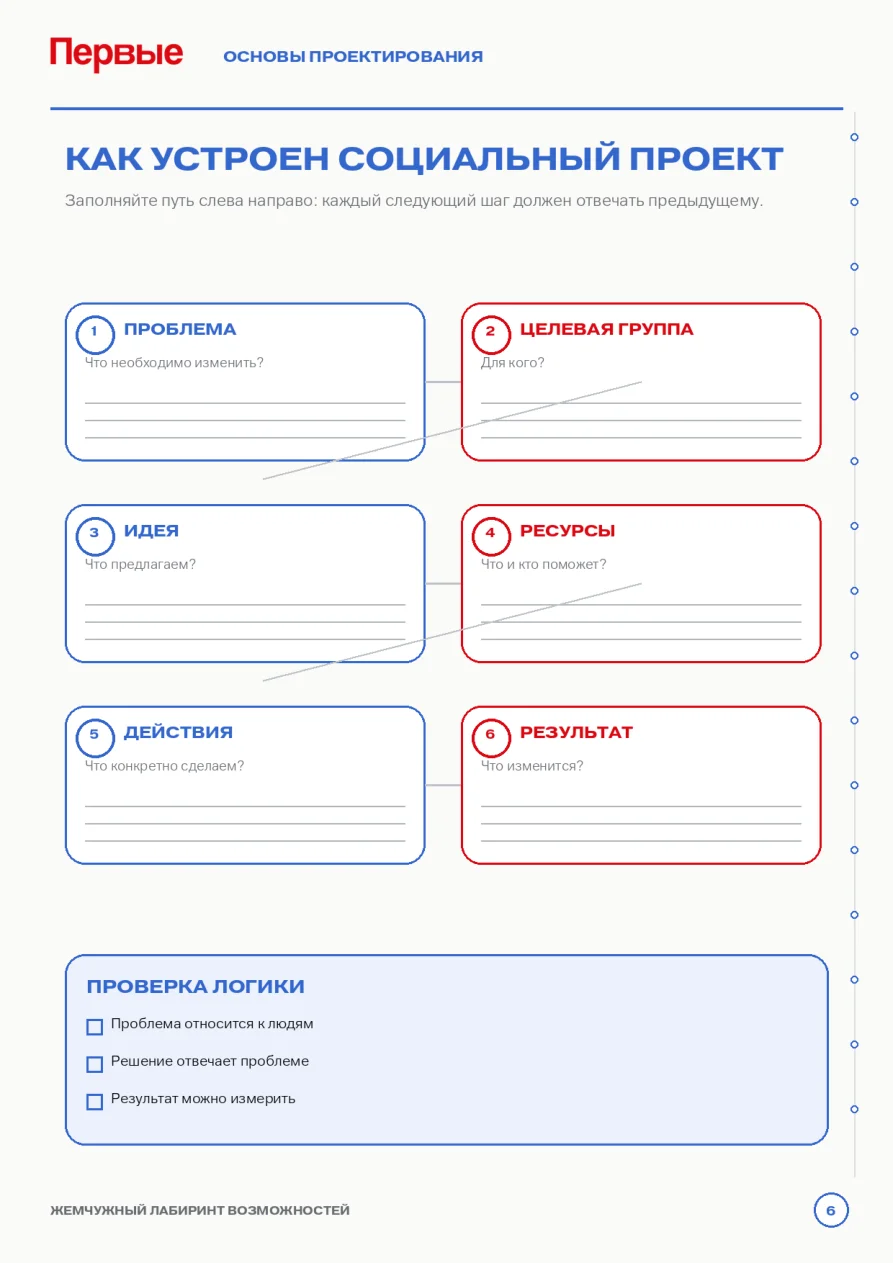 Первые
ОСНОВЫ ПРОЕКТИРОВАНИЯ
КАК УСТРОЕН СОЦИАЛЬНЫЙ ПРОЕКТ
Заполняйте путь слева направо: каждый следующий шаг должен отвечать предыдущему.
1 ПРОБЛЕМА
Что необходимо изменить?
2 ЦЕЛЕВАЯ ГРУППА
Для кого?
3 ИДЕЯ
Что предлагаем?
4 РЕСУРСЫ
Что и кто поможет?
5 ДЕЙСТВИЯ
Что конкретно сделаем?
6 РЕЗУЛЬТАТ
Что изменится?
ПРОВЕРКА ЛОГИКИ
Проблема относится к людям
Решение отвечает проблеме
Результат можно измерить
ЖЕМЧУЖНЫЙ ЛАБИРИНТ ВОЗМОЖНОСТЕЙ
6